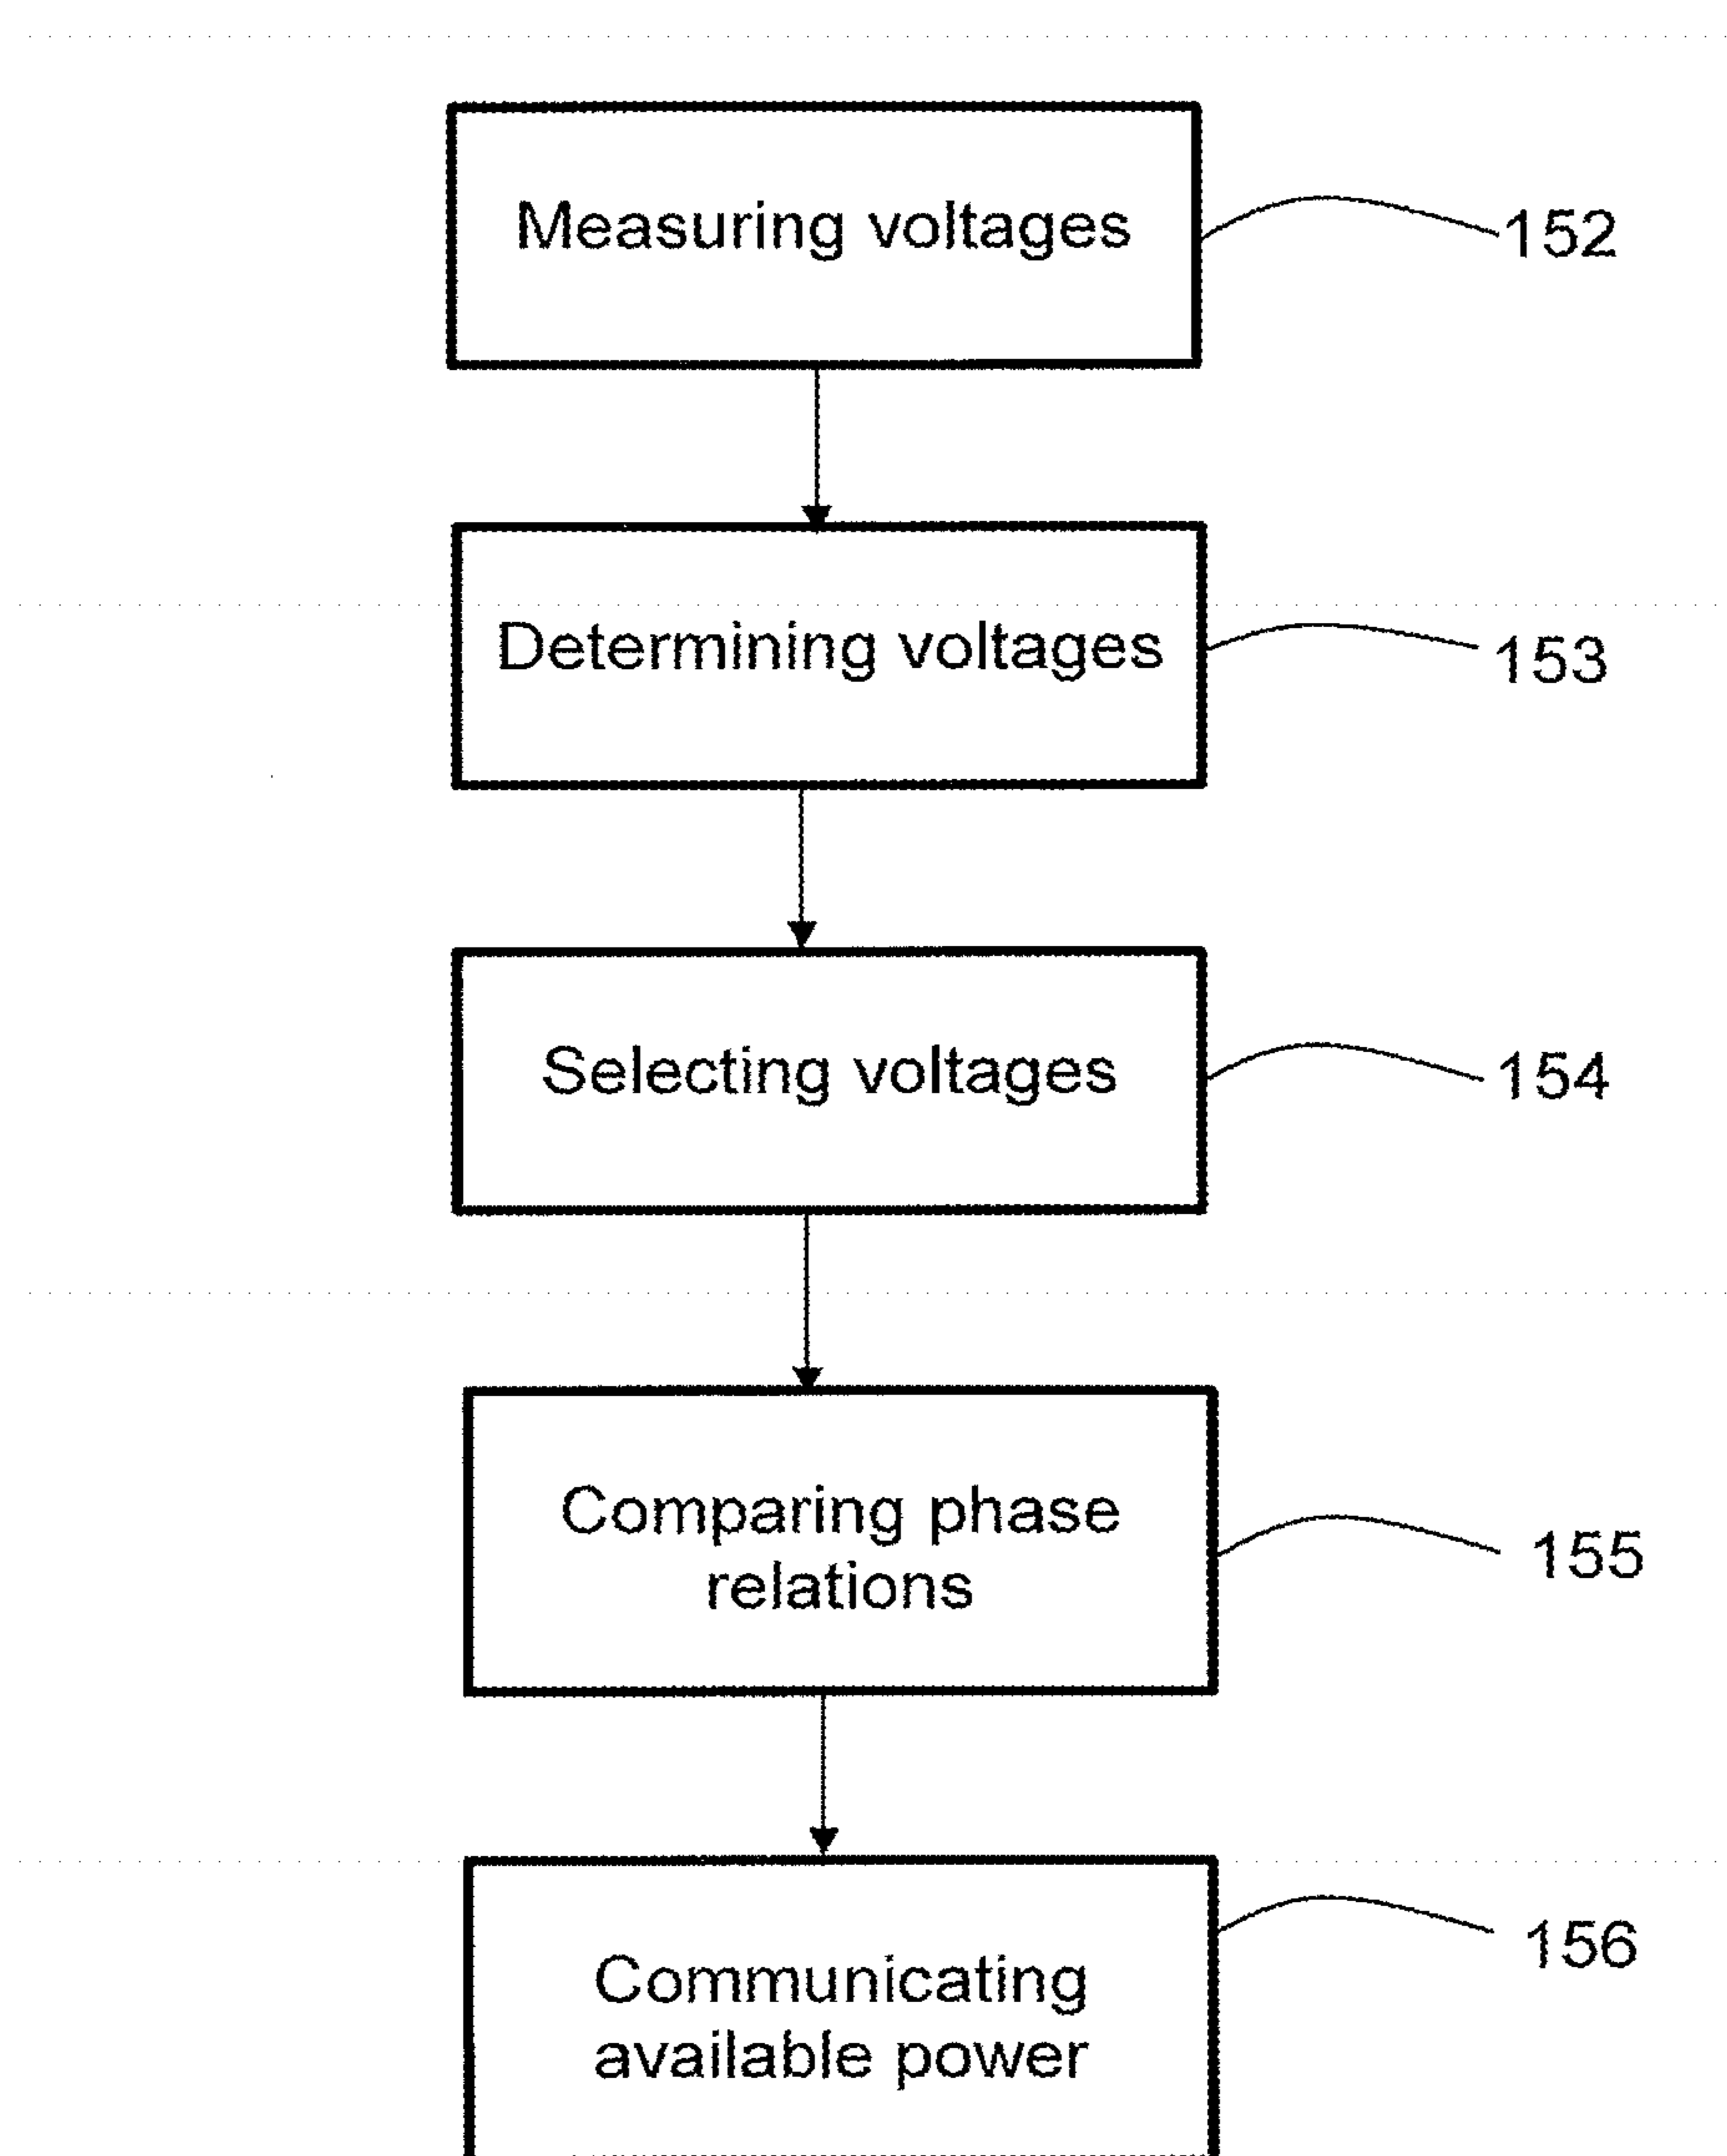 Measuring voltages
152
Determining voltages
153
Selecting voltages
154
Comparing phase
relations
155
Communicating
available power
156